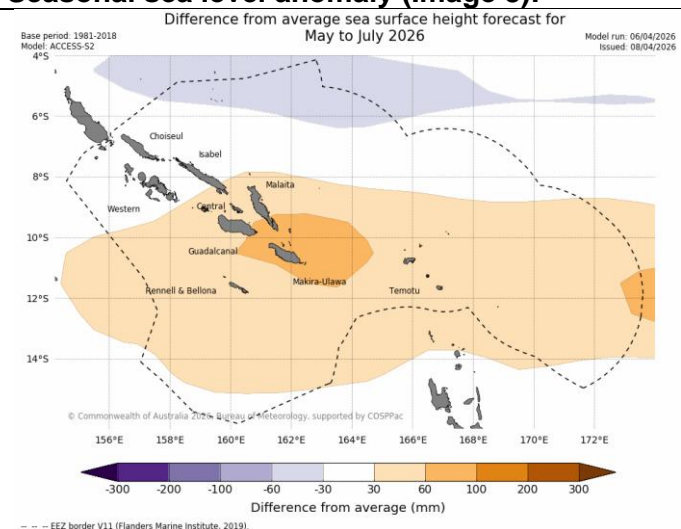 Seasonal sea level anomaly (image 3).
Difference from average sea surface height forecast for
May to July 2026
Base period: 1981-2018
Model: ACCESS-S2
Model run: 06/04/2026
Issued: 08/04/2026
4°S
6°S
8°S
10°S
12°S
14°S
Choiseul
Isabel
Malaita
Western
Central
Guadalcanal
Makira-Ulawa
Rennell & Bellona
Temotu
© Commonwealth of Australia 2026, Bureau of Meteorology, supported by COSPPac
156°E 158°E 160°E 162°E 164°E 166°E 168°E 170°E 172°E
-300 -200 -100 -60 -30 30 60 100 200 300
Difference from average (mm)
-- -- -- EEZ border V11 (Flanders Marine Institute, 2019).